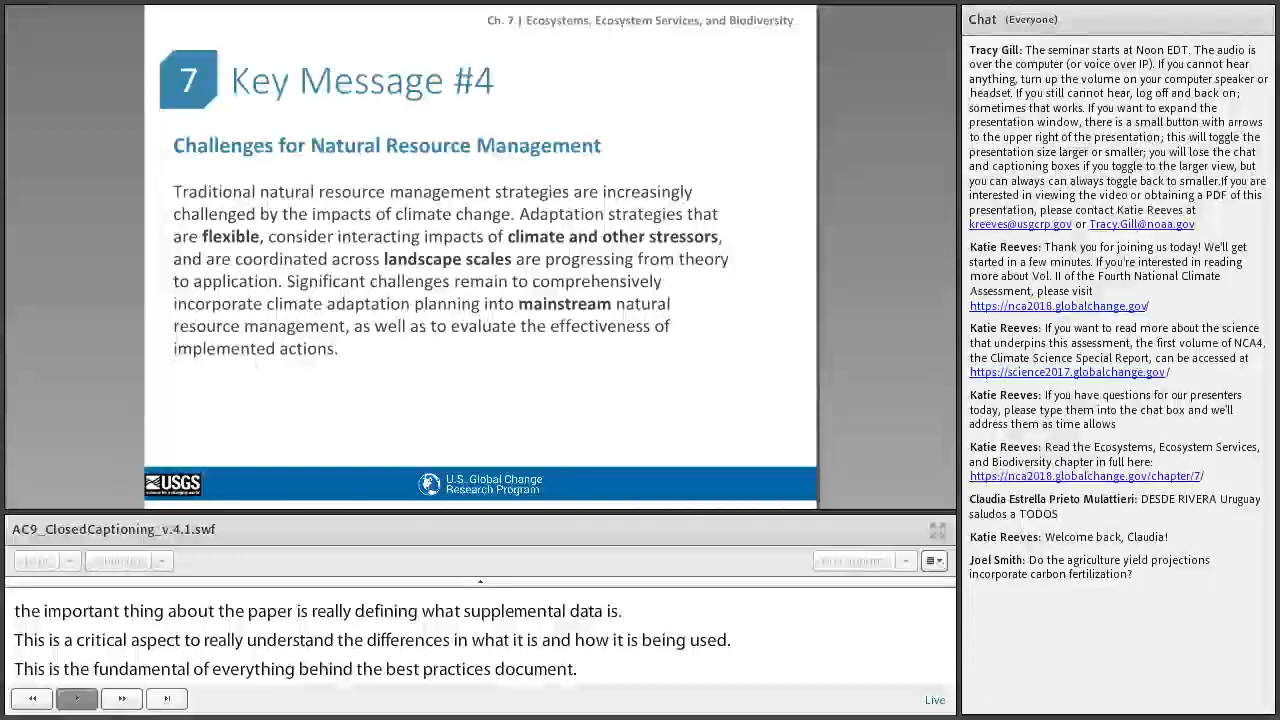 Ch. 7 | Ecosystems, Ecosystem Services, and Biodiversity
7 Key Message #4
Challenges for Natural Resource Management
Traditional natural resource management strategies are increasingly
challenged by the impacts of climate change. Adaptation strategies that
are flexible, consider interacting impacts of climate and other stressors,
and are coordinated across landscape scales are progressing from theory
to application. Significant challenges remain to comprehensively
incorporate climate adaptation planning into mainstream natural
resource management, as well as to evaluate the effectiveness of
implemented actions.
USGS
U.S. Global Change
Research Program
AC9_ClosedCaptioning_v.4.1.swf
the important thing about the paper is really defining what supplemental data is.
This is a critical aspect to really understand the differences in what it is and how it is being used.
This is the fundamental of everything behind the best practices document.
Live
Chat (Everyone)
Tracy Gill: The seminar starts at Noon EDT. The audio is
over the computer (or voice over IP). If you cannot hear
anything, turn up the volume on your computer speaker or
headset. If you still cannot hear, log off and back on;
sometimes that works. If you want to expand the
presentation window, there is a small button with arrows
to the upper right of the presentation; this will toggle the
presentation size larger or smaller; you will lose the chat
and captioning boxes if you toggle to the larger view, but
you can always can always toggle back to smaller.If you are
interested in viewing the video or obtaining a PDF of this
presentation, please contact Katie Reeves at
kreeves@usgcrp.gov or Tracy.Gill@noaa.gov
Katie Reeves: Thank you for joining us today! We'll get
started in a few minutes. If you're interested in reading
more about Vol. II of the Fourth National Climate
Assessment, please visit
https://nca2018.globalchange.gov/
Katie Reeves: If you want to read more about the science
that underpins this assessment, the first volume of NCA4,
the Climate Science Special Report, can be accessed at
https://science2017.globalchange.gov/
Katie Reeves: If you have questions for our presenters
today, please type them into the chat box and we'll
address them as time allows
Katie Reeves: Read the Ecosystems, Ecosystem Services,
and Biodiversity chapter in full here:
https://nca2018.globalchange.gov/chapter/7/
Claudia Estrella Prieto Mulattieri: DESDE RIVERA Uruguay
saludos a TODOS
Katie Reeves: Welcome back, Claudia!
Joel Smith: Do the agriculture yield projections
incorporate carbon fertilization?